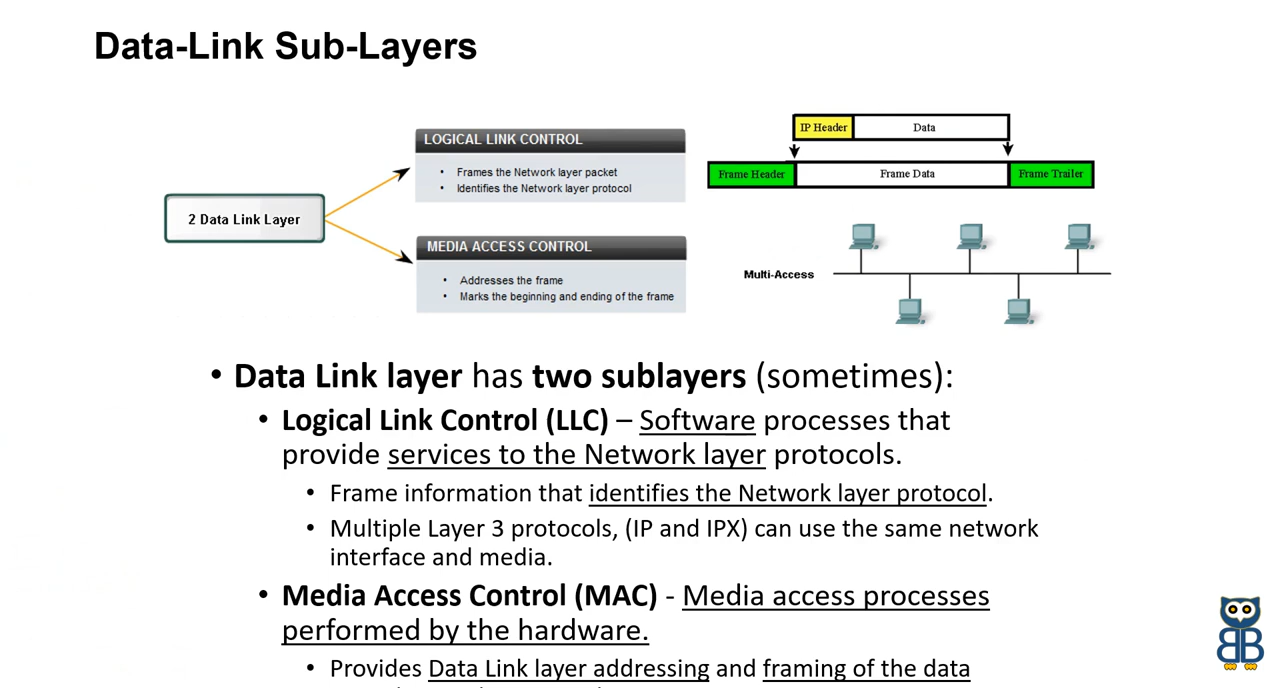 Data-Link Sub-Layers
LOGICAL LINK CONTROL
• Frames the Network layer packet
• Identifies the Network layer protocol
2 Data Link Layer
MEDIA ACCESS CONTROL
• Addresses the frame
• Marks the beginning and ending of the frame
IP Header Data
Frame Header Frame Data Frame Trailer
Multi-Access
• Data Link layer has two sublayers (sometimes):
• Logical Link Control (LLC) – Software processes that
provide services to the Network layer protocols.
• Frame information that identifies the Network layer protocol.
• Multiple Layer 3 protocols, (IP and IPX) can use the same network
interface and media.
• Media Access Control (MAC) - Media access processes
performed by the hardware.
• Provides Data Link layer addressing and framing of the data